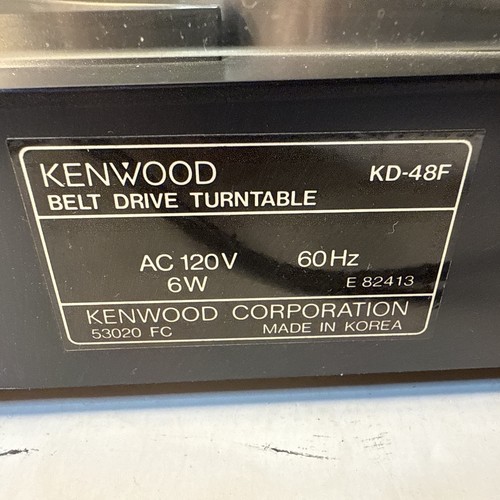 KENWOOD KD-48F
BELT DRIVE TURNTABLE
AC 120V 60Hz
6W E 82413
KENWOOD CORPORATION
53020 FC MADE IN KOREA